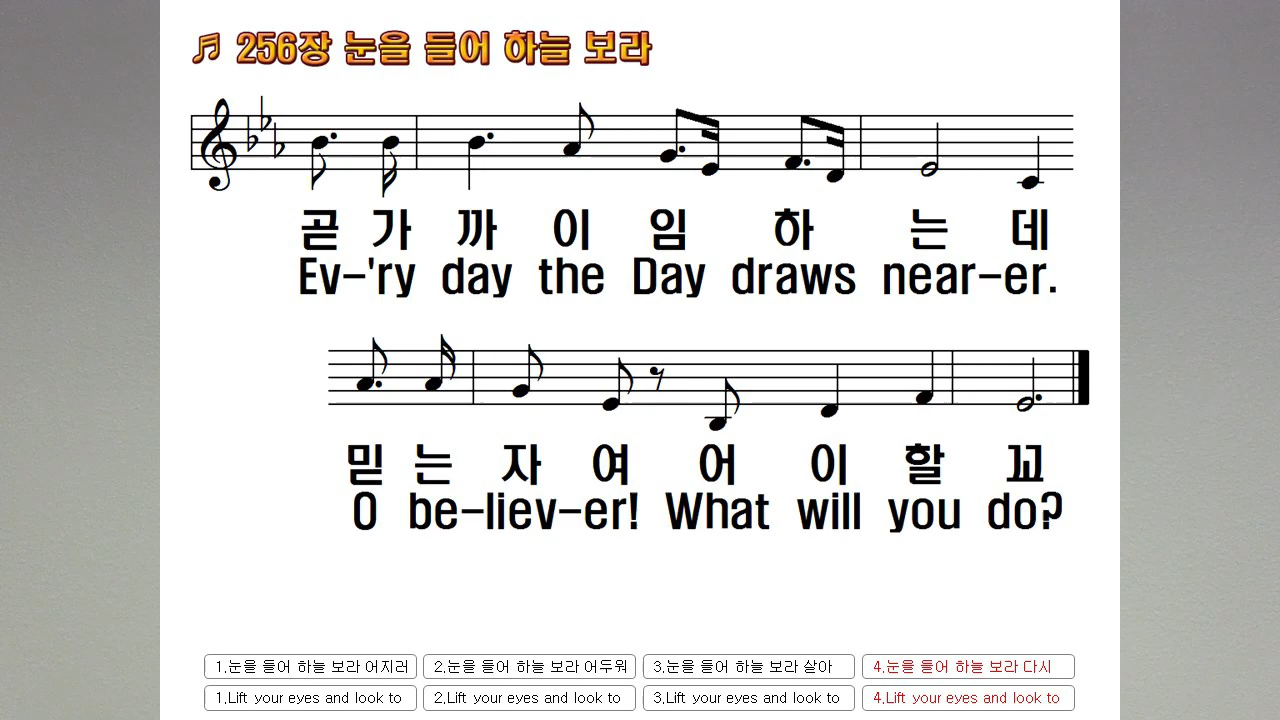 ♬ 256장 눈을 들어 하늘 보라
곧 가 까 이 임 하 는 데
Ev-'ry day the Day draws near-er.
믿 는 자 여 어 이 할 꼬
O be-liev-er! What will you do?
1.눈을 들어 하늘 보라 어지러 2.눈을 들어 하늘 보라 어두워 3.눈을 들어 하늘 보라 살아 4.눈을 들어 하늘 보라 다시
1.Lift your eyes and look to 2.Lift your eyes and look to 3.Lift your eyes and look to 4.Lift your eyes and look to